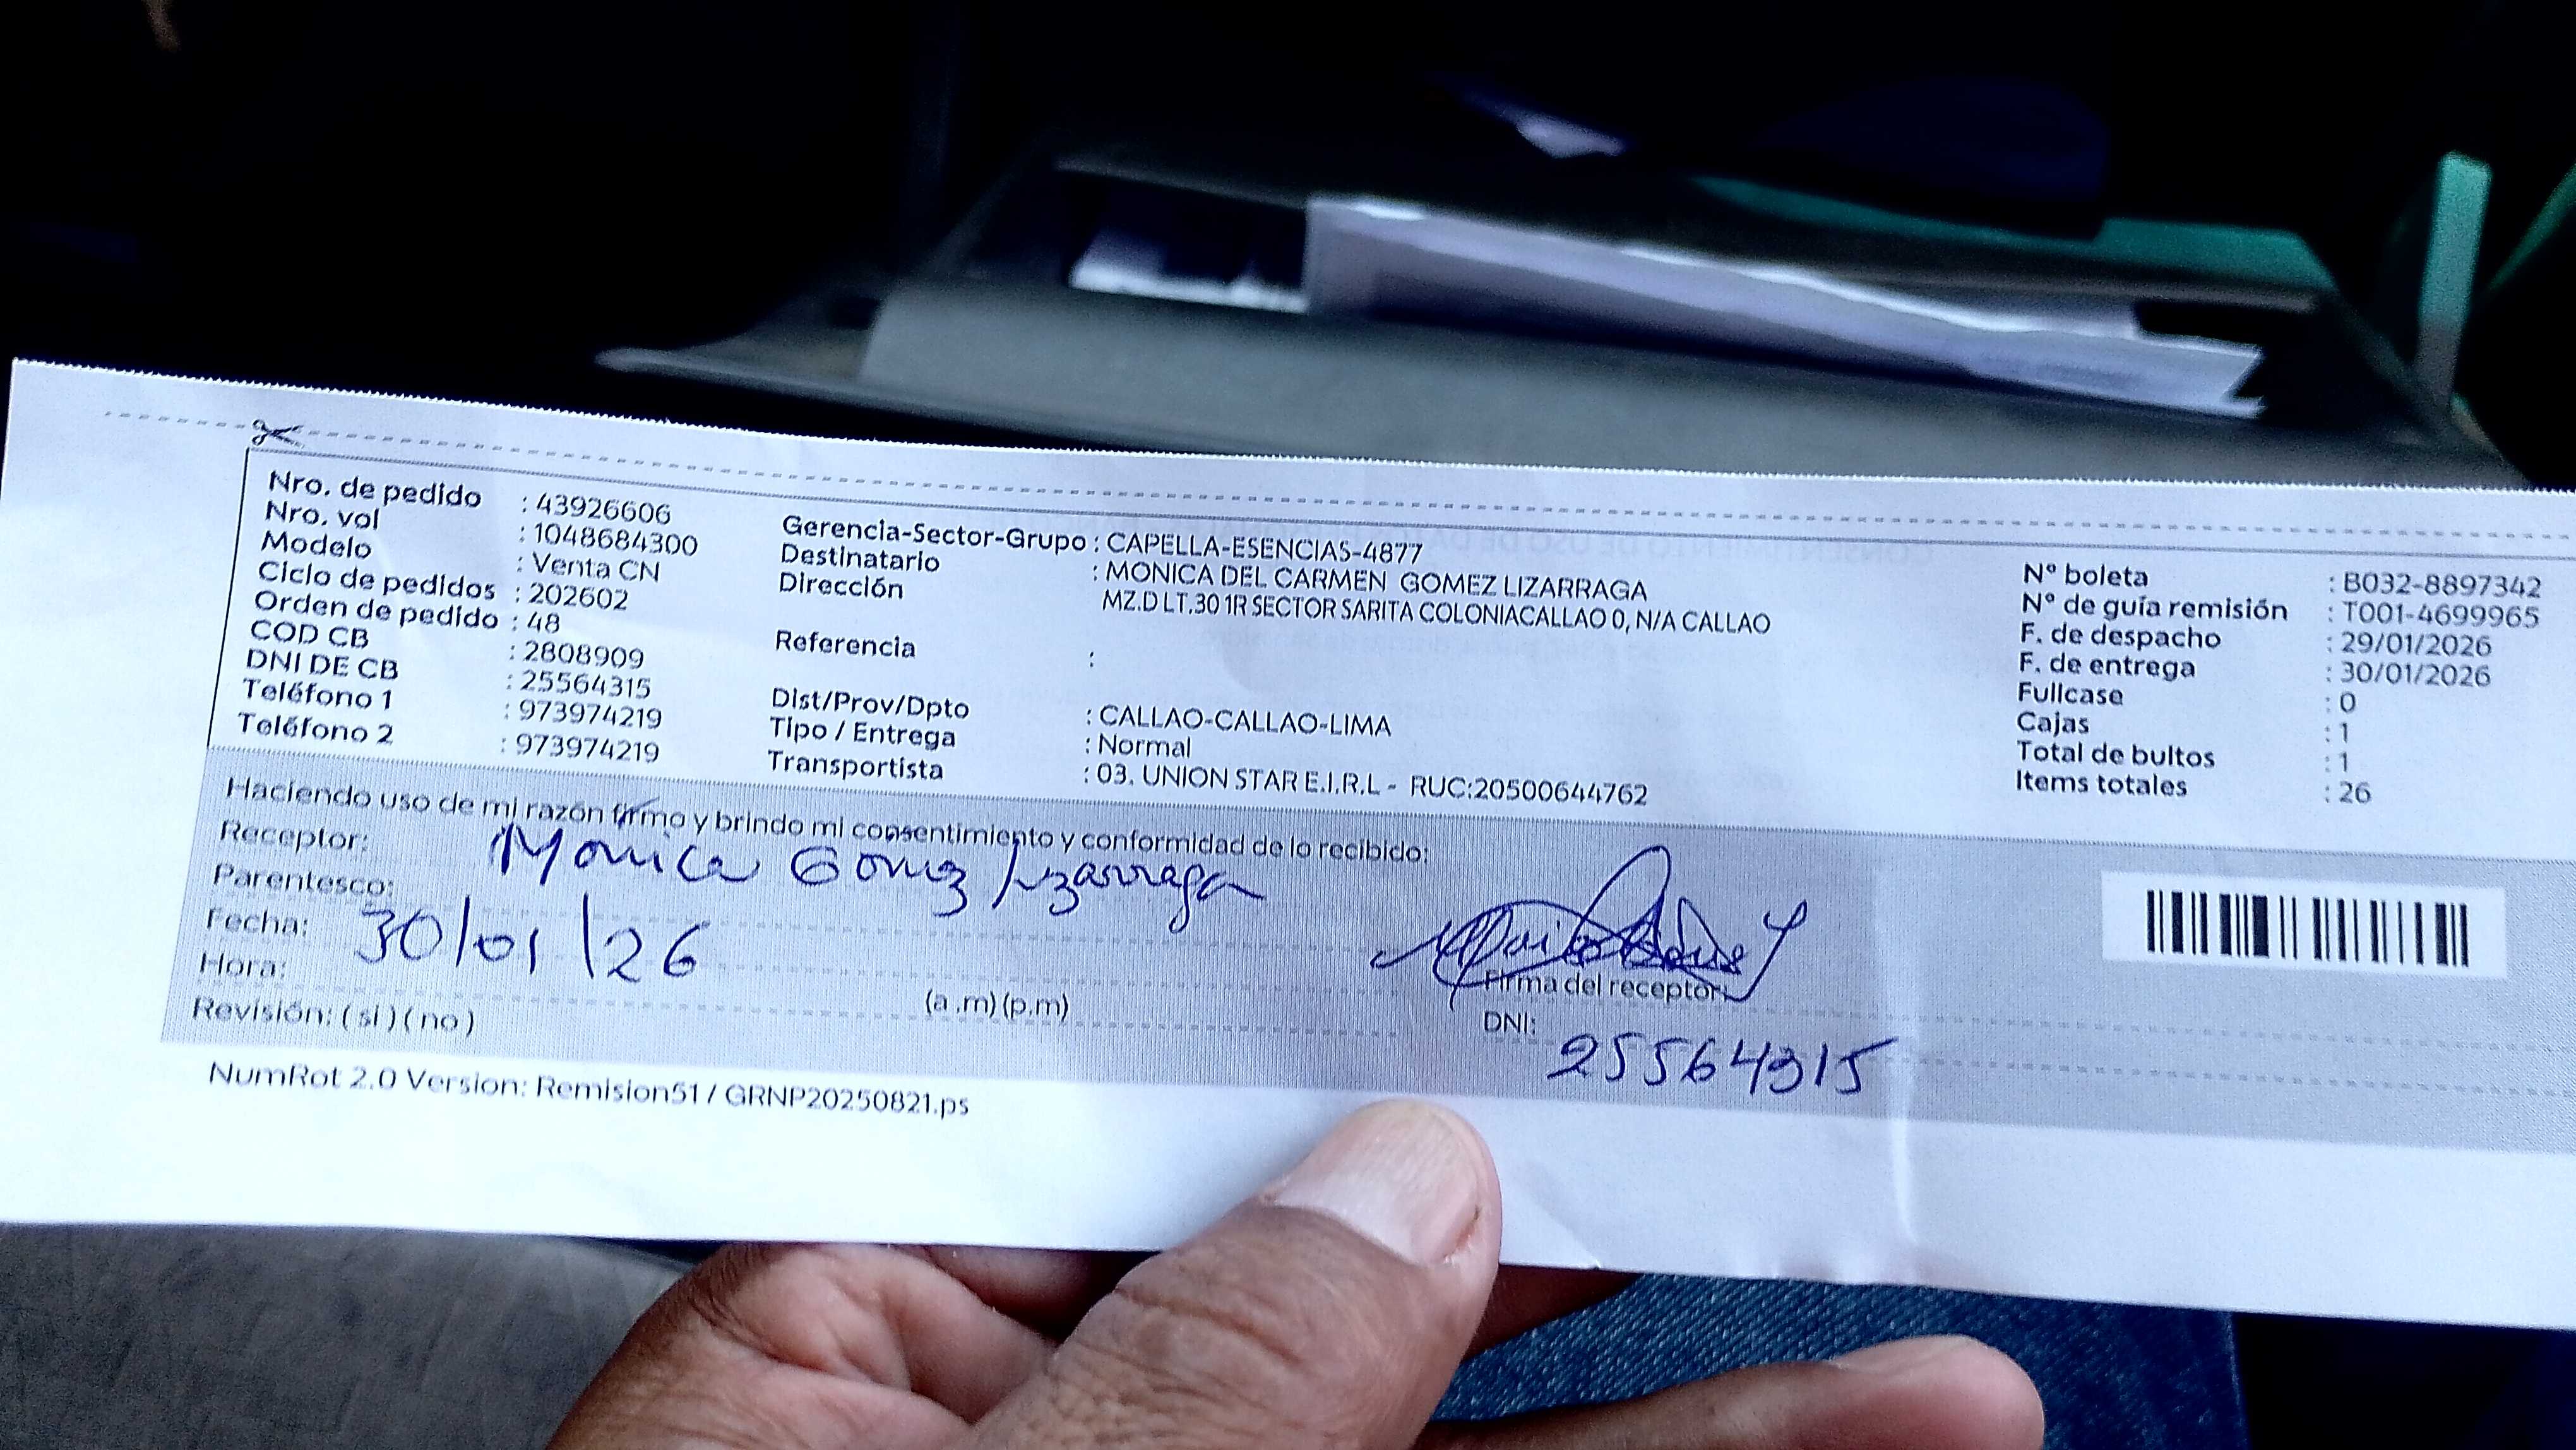 Nro. de pedido : 43926606
Nro. vol : 1048684300
Modelo : Venta CN
Ciclo de pedidos : 202602
Orden de pedido : 48
COD CB : 2808909
DNI DE CB : 25564315
Teléfono 1 : 973974219
Teléfono 2 : 973974219
Gerencia-Sector-Grupo : CAPELLA-ESENCIAS-4877
Destinatario : MONICA DEL CARMEN GOMEZ LIZARRAGA
Dirección MZ.D LT.30 1R SECTOR SARITA COLONIACALLAO 0, N/A CALLAO
Referencia :
Dist/Prov/Dpto : CALLAO-CALLAO-LIMA
Tipo / Entrega : Normal
Transportista : 03. UNION STAR E.I.R.L - RUC:20500644762
N° boleta : B032-8897342
N° de guía remisión : T001-4699965
F. de despacho : 29/01/2026
F. de entrega : 30/01/2026
Fullcase : 0
Cajas : 1
Total de bultos : 1
Items totales : 26
Haciendo uso de mi razón firmo y brindo mi consentimiento y conformidad de lo recibido:
Receptor: Monica Gomez Lizarraga
Parentesco:
Fecha: 30/01/26
Hora: (a .m) (p.m)
Revisión: ( si ) ( no )
Firma del receptor:
DNI: 25564315
NumRot 2.0 Version: Remision51 / GRNP20250821.ps